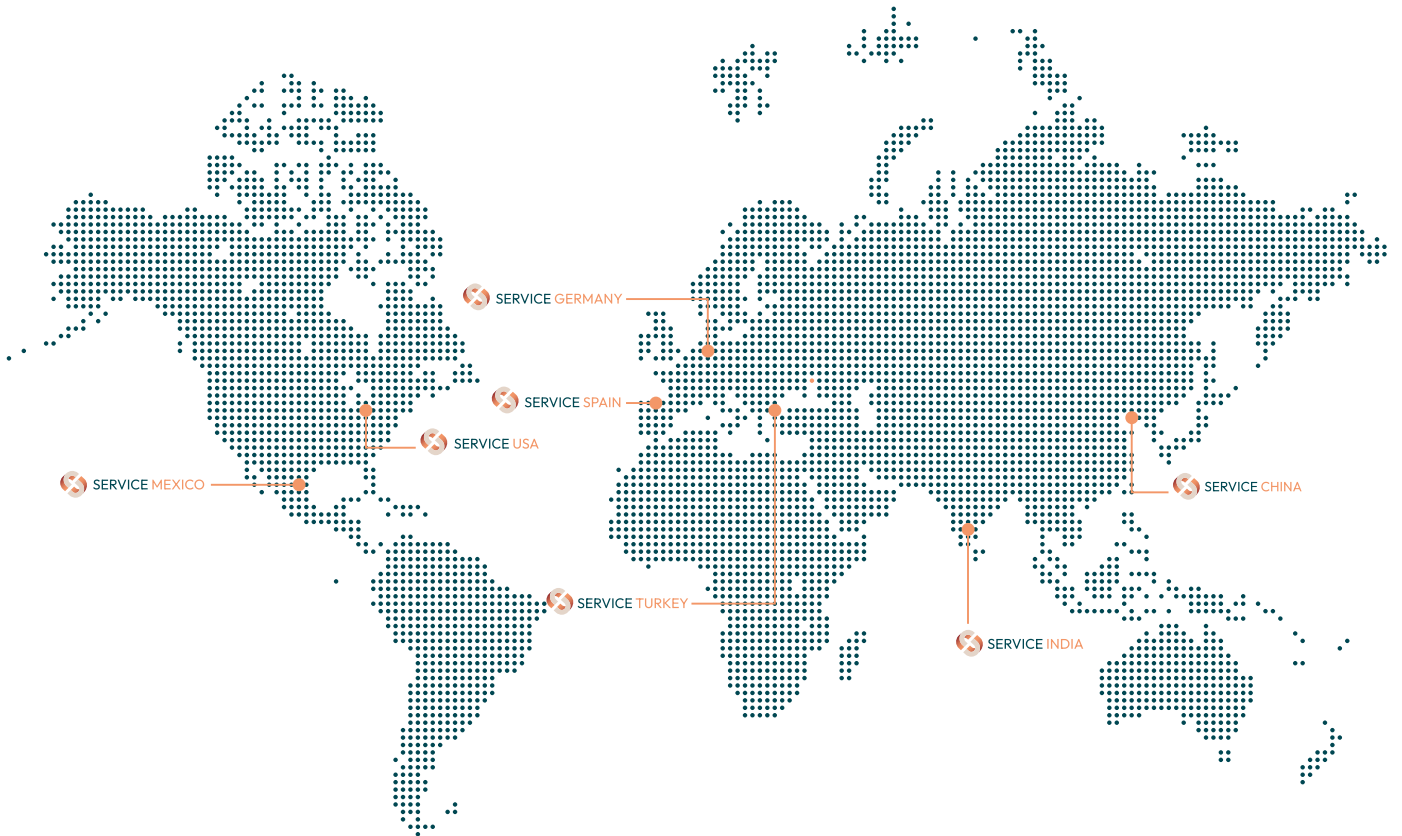 SERVICE GERMANY
SERVICE SPAIN
SERVICE USA
SERVICE MEXICO
SERVICE CHINA
SERVICE TURKEY
SERVICE INDIA